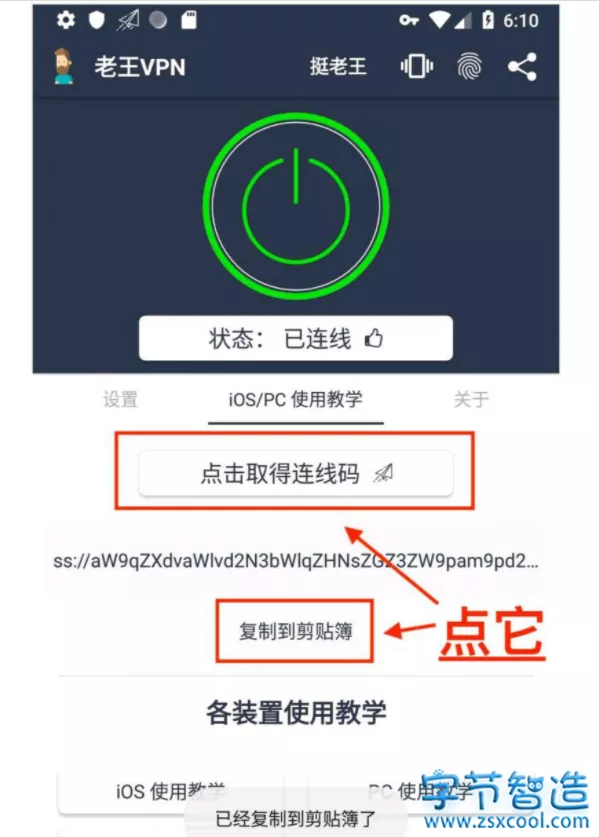 6:10
老王VPN
挺老王
状态: 已连线
设置
iOS/PC 使用教学
关于
点击取得连线码
ss://aW9qZXdvaWlvd2N3bWlqZHNsZGZ3ZW9pam9pd2...
复制到剪贴簿
点它
各装置使用教学
iOS 使用教学
PC 使用教学
已经复制到剪贴簿了
字节智造
www.zsxcool.com